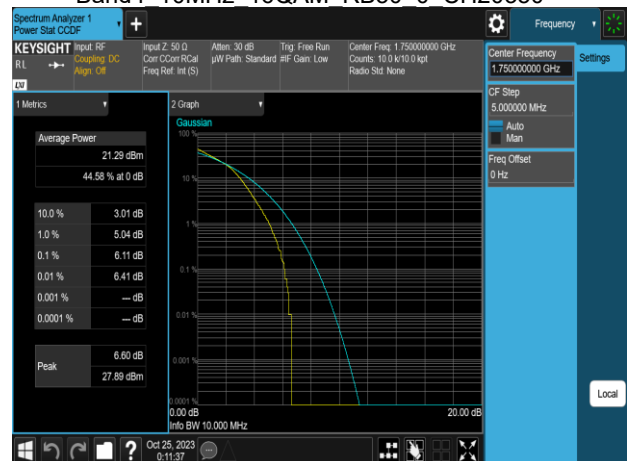 Spectrum Analyzer 1
Power Stat CCDF
+
Frequency
KEYSIGHT
RL
LXI
Input: RF
Coupling: DC
Align: Off
Input Z: 50 Ω
Corr CCorr RCal
Freq Ref: Int (S)
Atten: 30 dB
µW Path: Standard
Trig: Free Run
#IF Gain: Low
Center Freq: 1.750000000 GHz
Counts: 10.0 k/10.0 kpt
Radio Std: None
Center Frequency
1.750000000 GHz
Settings
CF Step
5.000000 MHz
Auto
Man
Freq Offset
0 Hz
Local
1 Metrics
Average Power
21.29 dBm
44.58 % at 0 dB
10.0 % 3.01 dB
1.0 % 5.04 dB
0.1 % 6.11 dB
0.01 % 6.41 dB
0.001 % --- dB
0.0001 % --- dB
Peak
6.60 dB
27.89 dBm
2 Graph
Gaussian
100 %
10 %
1 %
0.1 %
0.01 %
0.001 %
0.0001 %
0.00 dB 20.00 dB
Info BW 10.000 MHz
?
Oct 25, 2023
0:11:37